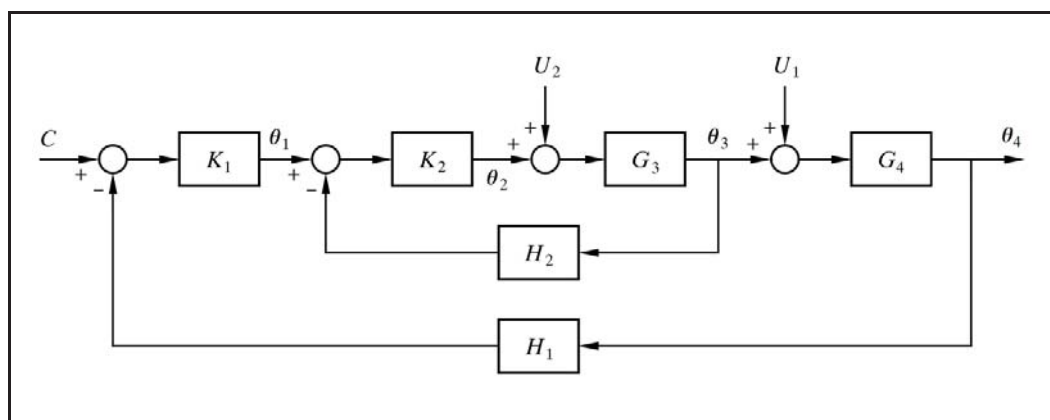 U₂ U₁
C θ₁ θ₃ θ₄
+ + + + + +
K₁ K₂ G₃ G₄
+ − + − θ₂
H₂
H₁